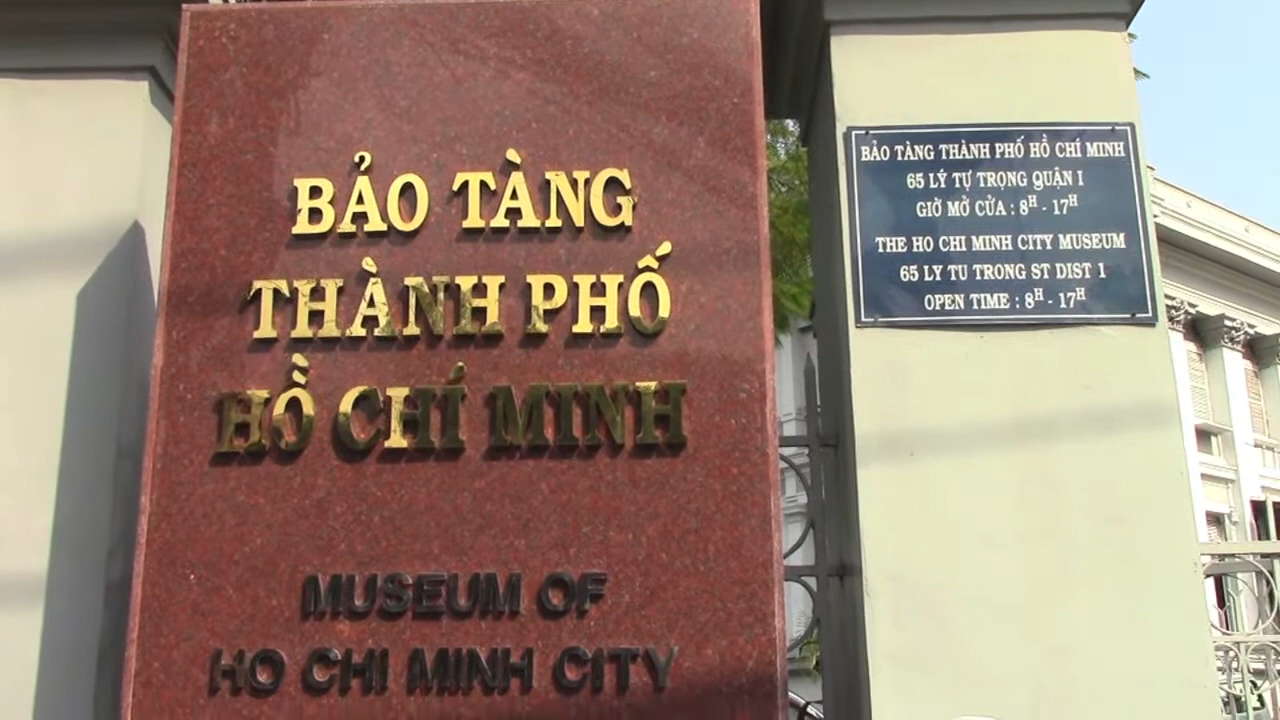 BẢO TÀNG
THÀNH PHỐ
HỒ CHÍ MINH
MUSEUM OF
HO CHI MINH CITY
BẢO TÀNG THÀNH PHỐ HỒ CHÍ MINH
65 LÝ TỰ TRỌNG QUẬN I
GIỜ MỞ CỬA : 8H - 17H
THE HO CHI MINH CITY MUSEUM
65 LY TU TRONG ST DIST 1
OPEN TIME : 8H - 17H